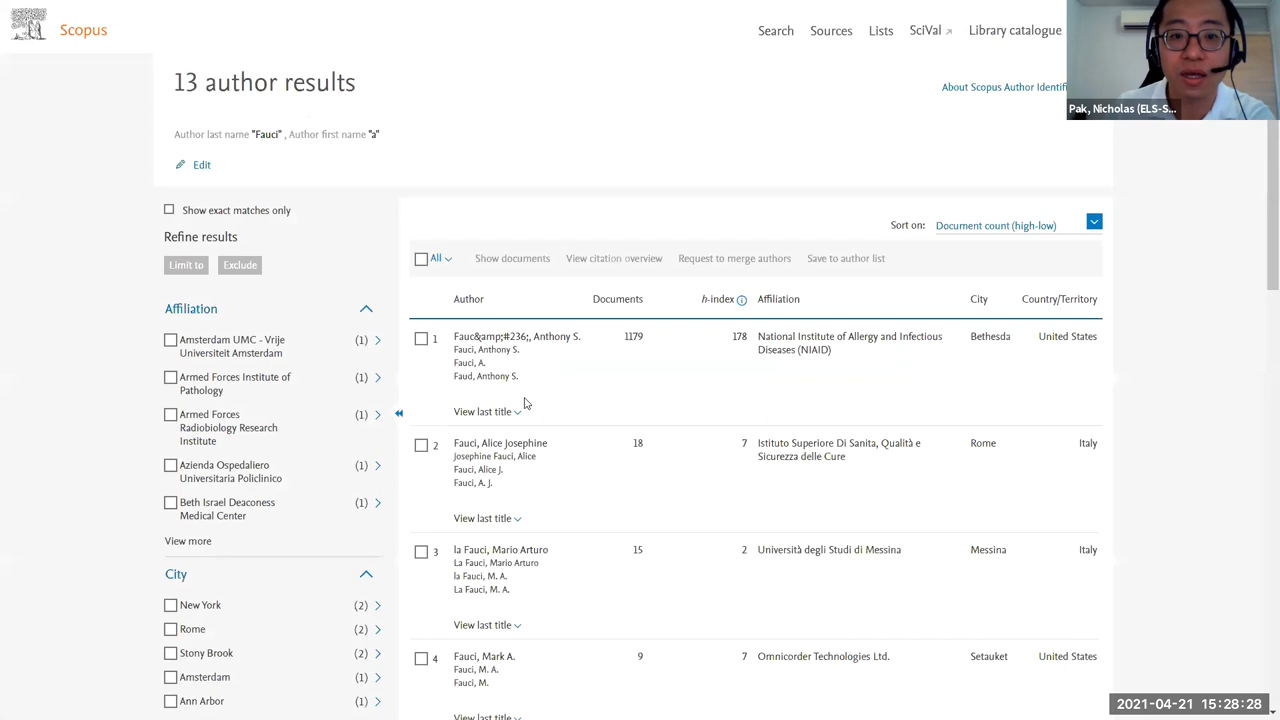 Scopus
Search
Sources
Lists
SciVal
Library catalogue
Pak, Nicholas (ELS-S...
13 author results
About Scopus Author Identifi
Author last name "Fauci" , Author first name "a"
Edit
Show exact matches only
Refine results
Limit to
Exclude
Affiliation
Amsterdam UMC - Vrije
Universiteit Amsterdam
(1)
Armed Forces Institute of
Pathology
(1)
Armed Forces
Radiobiology Research
Institute
(1)
Azienda Ospedaliero
Universitaria Policlinico
(1)
Beth Israel Deaconess
Medical Center
(1)
View more
City
New York (2)
Rome (2)
Stony Brook (2)
Amsterdam (1)
Ann Arbor (1)
Sort on: Document count (high-low)
All
Show documents
View citation overview
Request to merge authors
Save to author list
Author Documents h-index Affiliation City Country/Territory
1 Fauc&amp;#236;, Anthony S. 1179 178 National Institute of Allergy and Infectious Bethesda United States
Fauci, Anthony S. Diseases (NIAID)
Fauci, A.
Faud, Anthony S.
View last title
2 Fauci, Alice Josephine 18 7 Istituto Superiore Di Sanita, Qualità e Rome Italy
Josephine Fauci, Alice Sicurezza delle Cure
Fauci, Alice J.
Fauci, A. J.
View last title
3 la Fauci, Mario Arturo 15 2 Università degli Studi di Messina Messina Italy
La Fauci, Mario Arturo
la Fauci, M. A.
La Fauci, M. A.
View last title
4 Fauci, Mark A. 9 7 Omnicorder Technologies Ltd. Setauket United States
Fauci, M. A.
Fauci, M.
View last title
2021-04-21 15:28:28